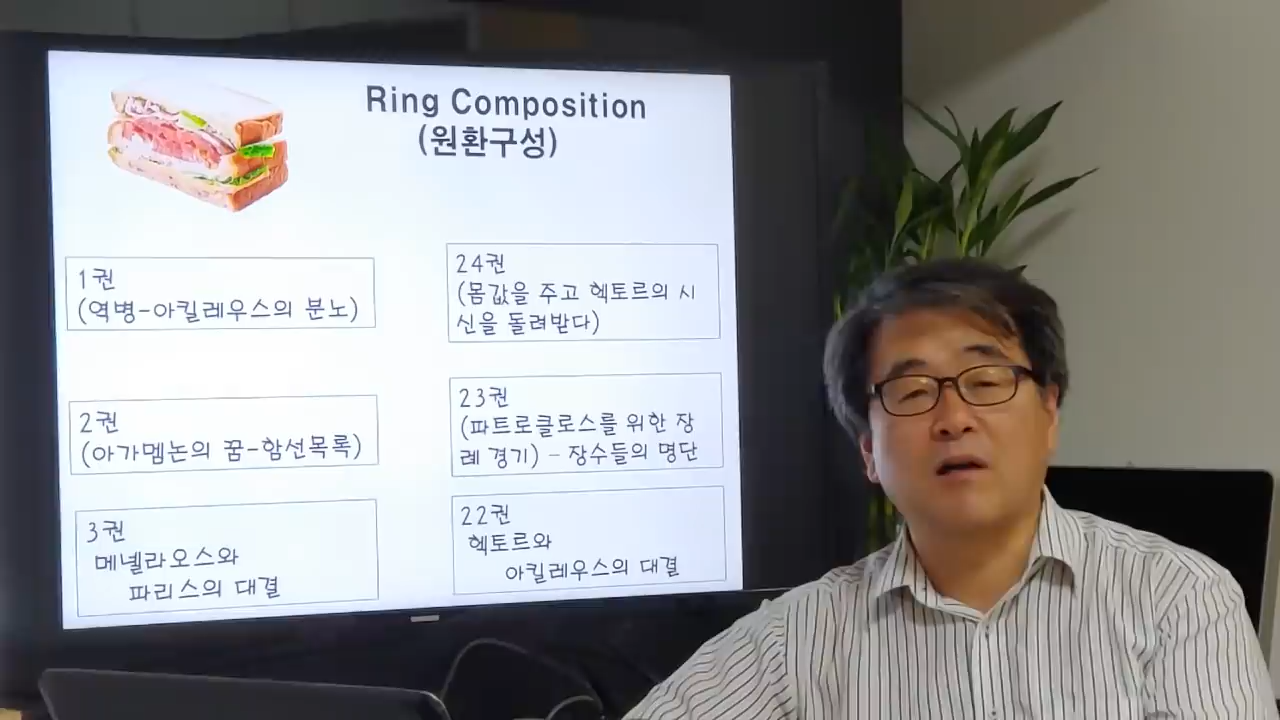 Ring Composition
(원환구성)
1권
(역병-아킬레우스의 분노)
24권
(몸값을 주고 헥토르의 시
신을 돌려받다)
2권
(아가멤논의 꿈-함선목록)
23권
(파트로클로스를 위한 장
례 경기) - 장수들의 명단
3권
메넬라오스와
파리스의 대결
22권
헥토르와
아킬레우스의 대결